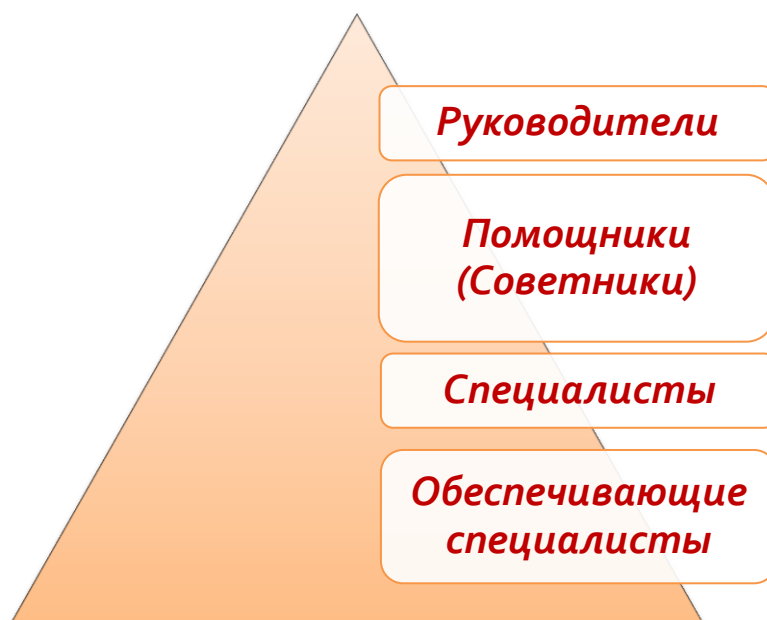 Руководители
Помощники
(Советники)
Специалисты
Обеспечивающие
специалисты